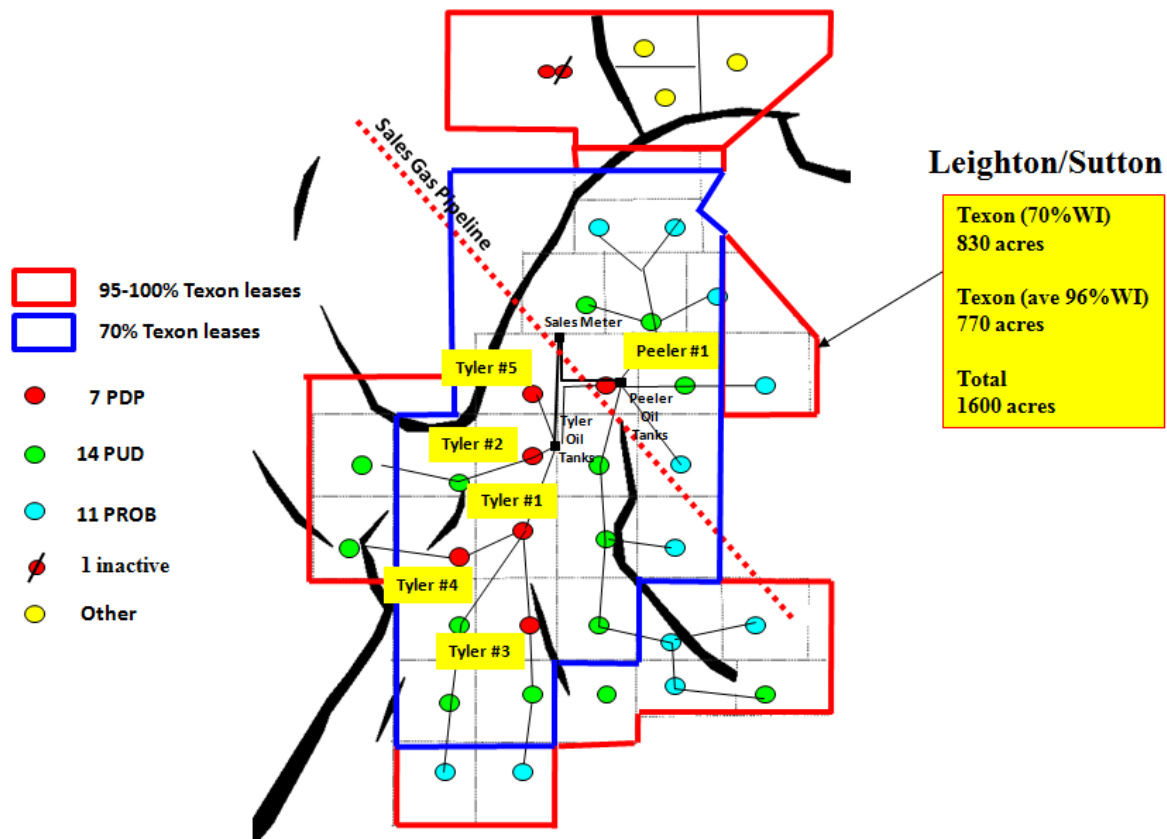 Sales Gas Pipeline
Leighton/Sutton
Texon (70%WI)
830 acres
Texon (ave 96%WI)
770 acres
Total
1600 acres
95-100% Texon leases
70% Texon leases
7 PDP
14 PUD
11 PROB
1 inactive
Other
Sales Meter
Peeler #1
Tyler #5
Peeler
Oil
Tanks
Tyler
Oil
Tanks
Tyler #2
Tyler #1
Tyler #4
Tyler #3